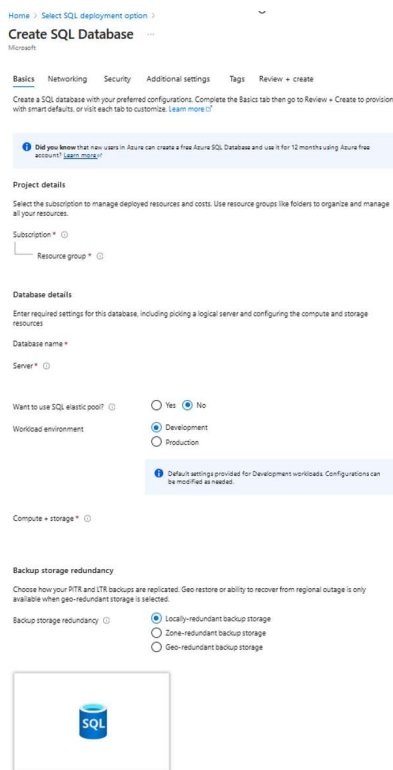 Home > Select SQL deployment option >
Create SQL Database ...
Microsoft
Basics Networking Security Additional settings Tags Review + create
Create a SQL database with your preferred configurations. Complete the Basics tab then go to Review + Create to provision
with smart defaults, or visit each tab to customize. Learn more
Did you know that new users in Azure can create a free Azure SQL Database and use it for 12 months using Azure free
account? Learn more
Project details
Select the subscription to manage deployed resources and costs. Use resource groups like folders to organize and manage
all your resources.
Subscription *
Resource group *
Database details
Enter required settings for this database, including picking a logical server and configuring the compute and storage
resources
Database name *
Server *
Want to use SQL elastic pool? Yes No
Workload environment Development
Production
Default settings provided for Development workloads. Configurations can
be modified as needed.
Compute + storage *
Backup storage redundancy
Choose how your PITR and LTR backups are replicated. Geo restore or ability to recover from regional outage is only
available when geo-redundant storage is selected.
Backup storage redundancy Locally-redundant backup storage
Zone-redundant backup storage
Geo-redundant backup storage
SQL